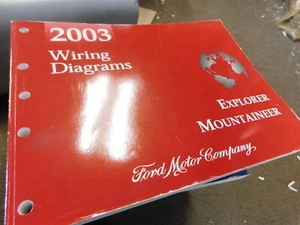 2003
Wiring
Diagrams
EXPLORER
MOUNTAINEER
Ford Motor Company